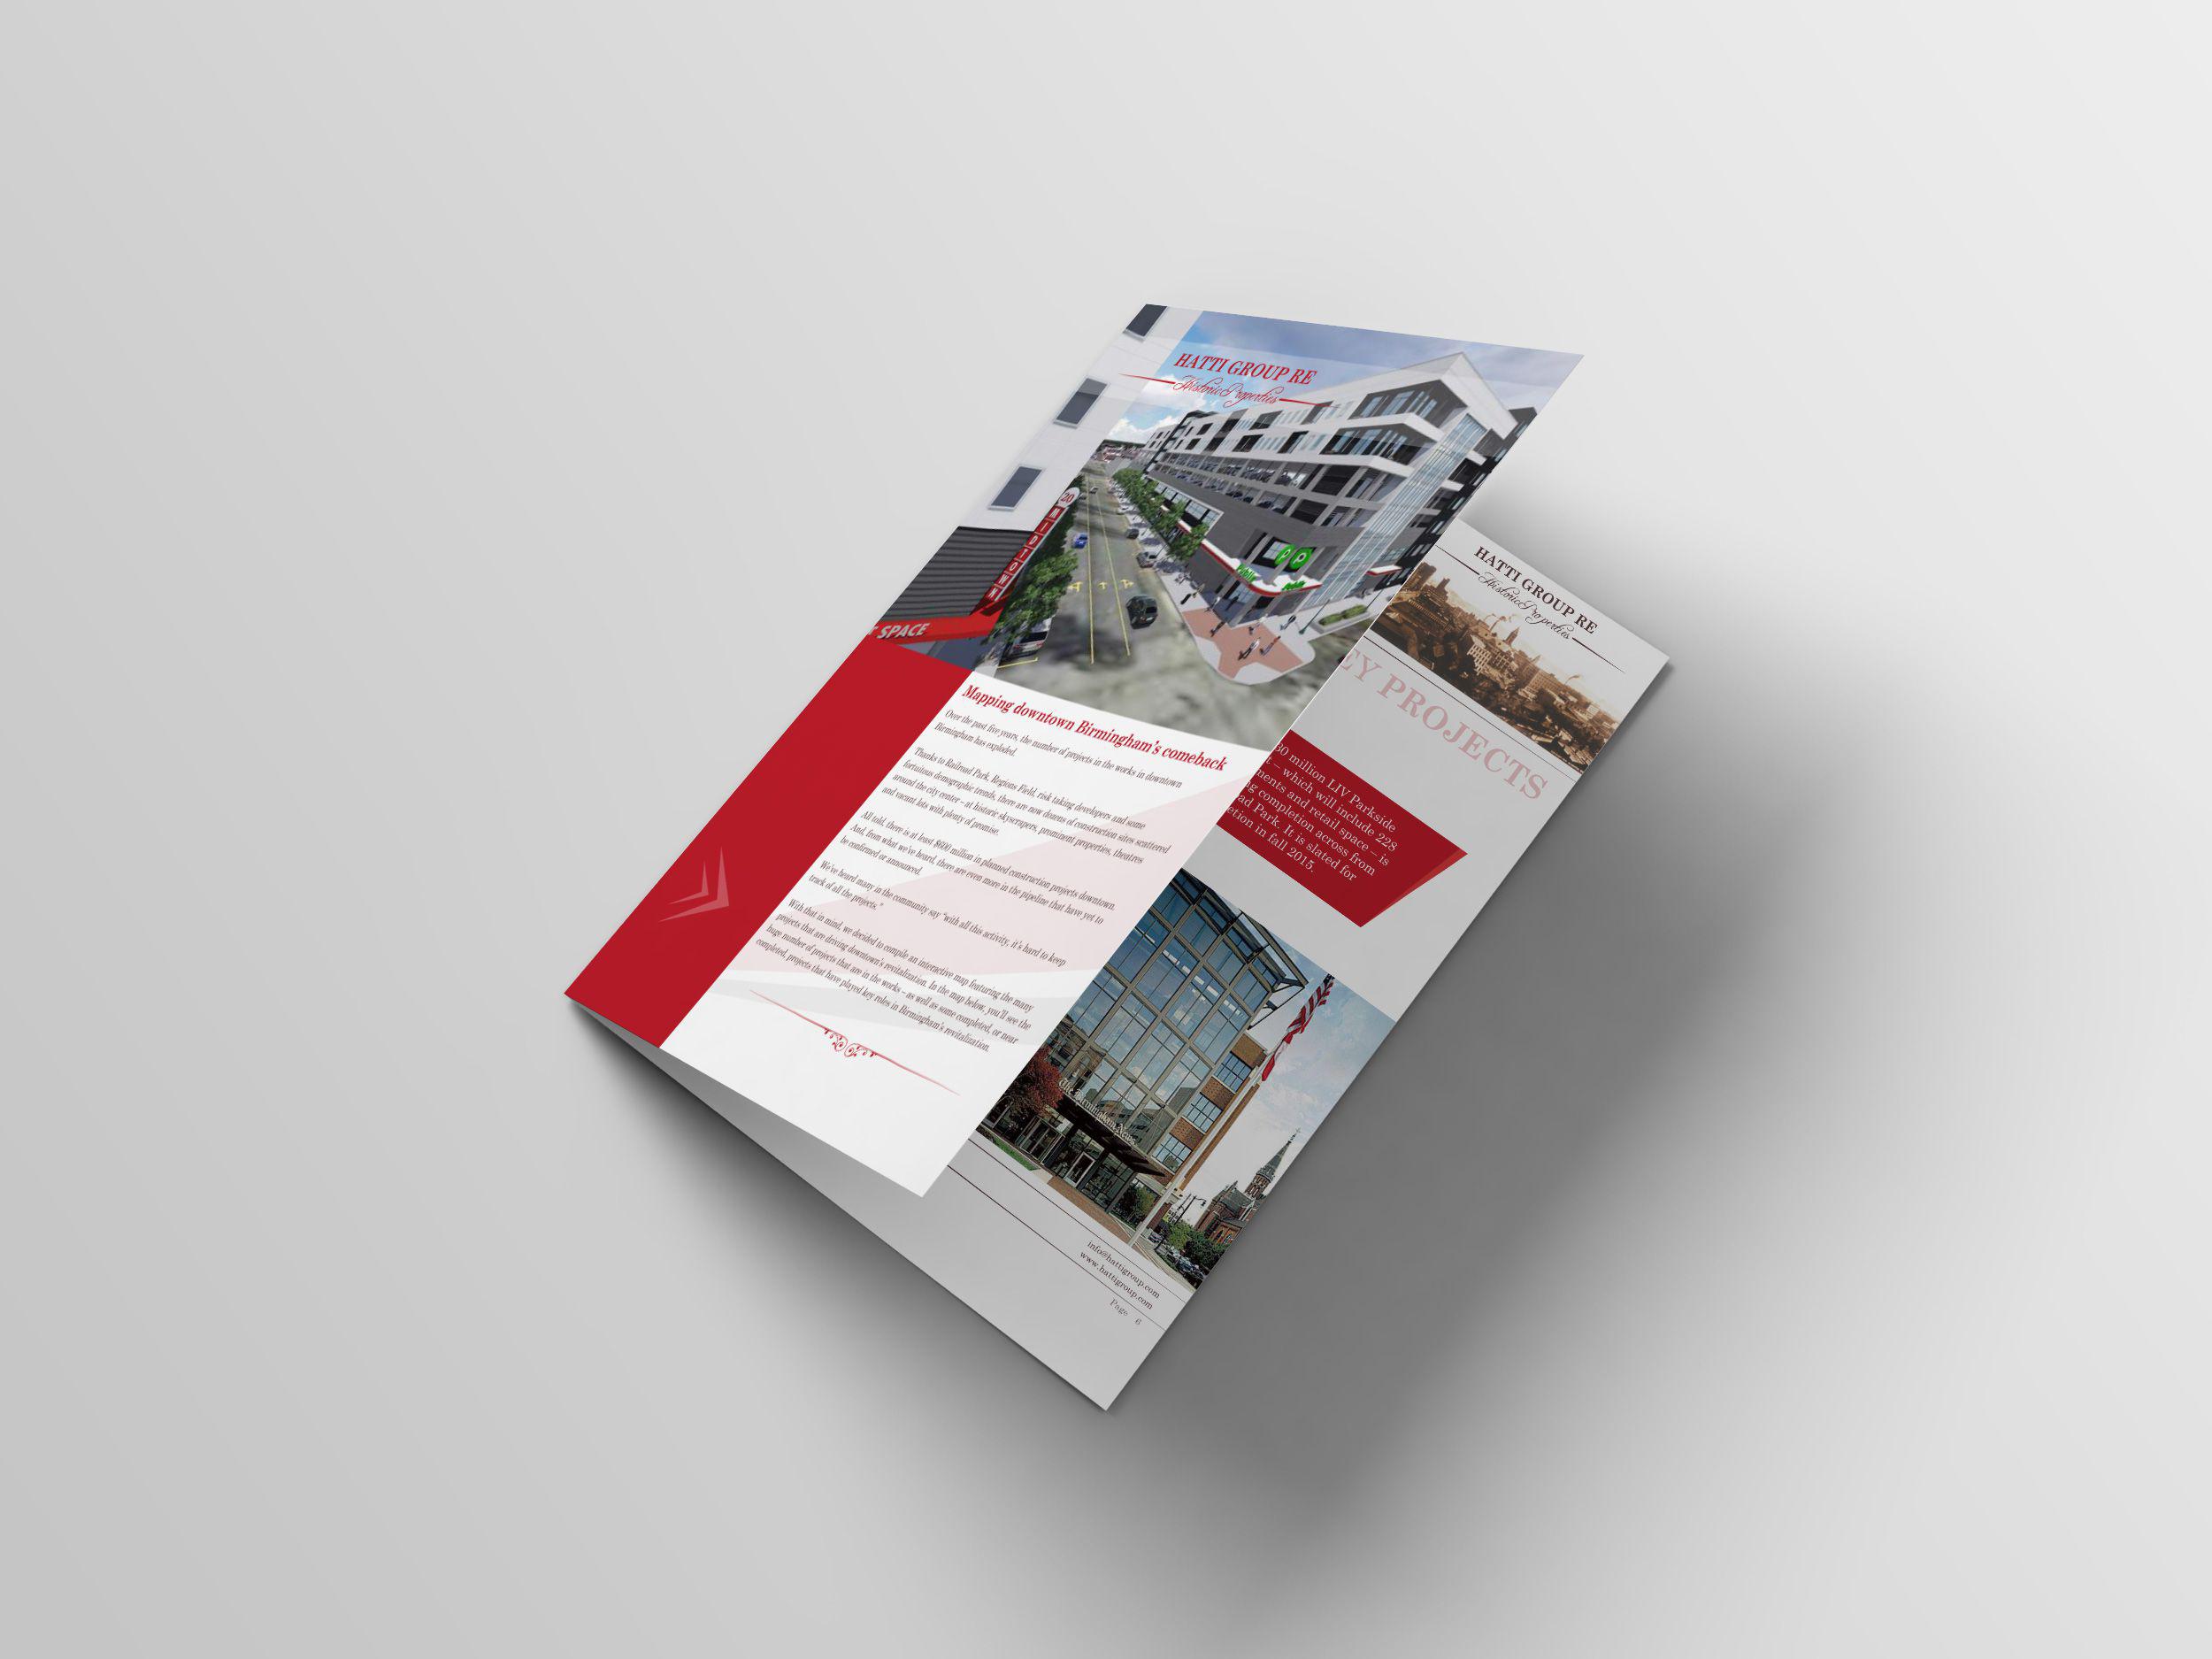 HATTI GROUP RE
Historic Properties
20
MIDTOWN
SPACE
Publix
Mapping downtown Birmingham's comeback
Over the past five years, the number of projects in the works in downtown
Birmingham has exploded.
Thanks to Railroad Park, Regions Field, risk taking developers and some
fortuitous demographic trends, there are now dozens of construction sites scattered
around the city center – at historic skyscrapers, prominent properties, theatres
and vacant lots with plenty of promise.
All told, there is at least $600 million in planned construction projects downtown.
And, from what we've heard, there are even more in the pipeline that have yet to
be confirmed or announced.
We've heard many in the community say "with all this activity, it's hard to keep
track of all the projects."
With that in mind, we decided to compile an interactive map featuring the many
projects that are driving downtown's revitalization. In the map below, you'll see the
huge number of projects that are in the works – as well as some completed, or near
completed, projects that have played key roles in Birmingham's revitalization.
HATTI GROUP RE
Historic Properties
EY PROJECTS
30 million LIV Parkside
t – which will include 228
ments and retail space – is
ng completion across from
ad Park. It is slated for
etion in fall 2015.
The Birmingham News
info@hattigroup.com
www.hattigroup.com
Page 6